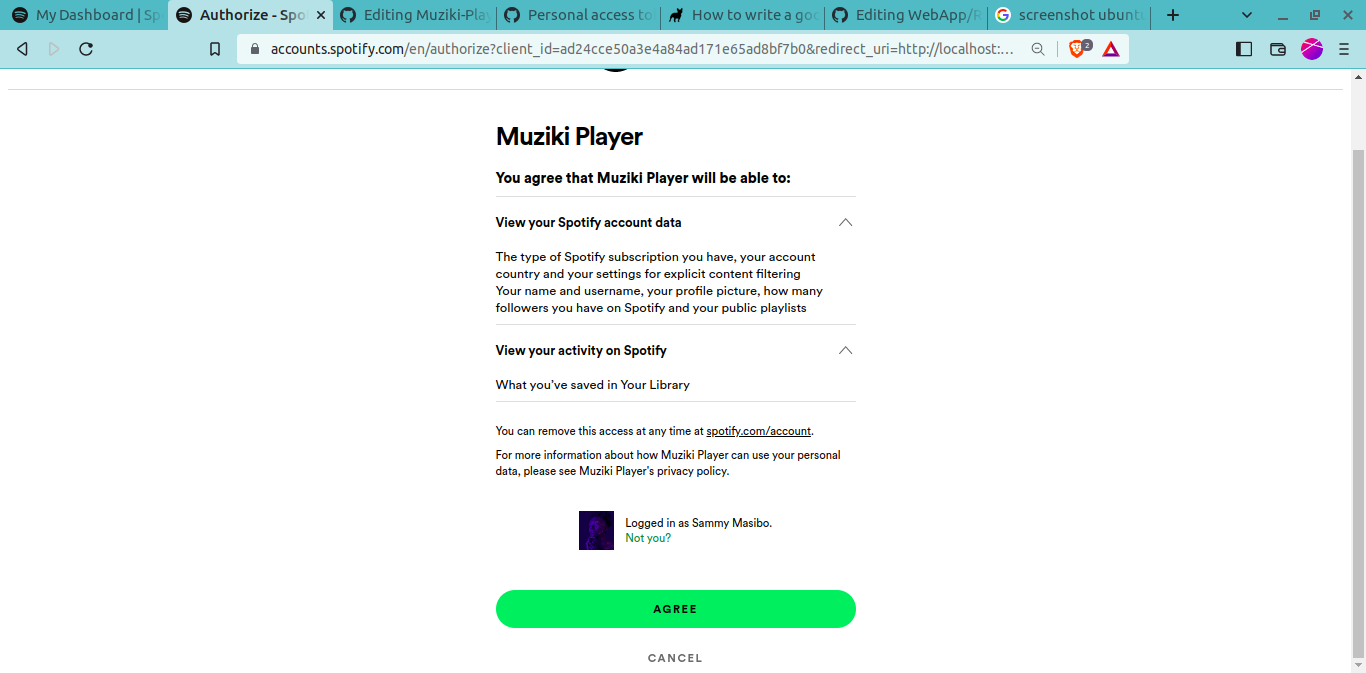 My Dashboard | Sp
Authorize - Spo
Editing Muziki-Play
Personal access to
How to write a goo
Editing WebApp/R
screenshot ubuntu
accounts.spotify.com/en/authorize?client_id=ad24cce50a3e4a84ad171e65ad8bf7b0&redirect_uri=http://localhost:...
2
Muziki Player
You agree that Muziki Player will be able to:
View your Spotify account data
The type of Spotify subscription you have, your account
country and your settings for explicit content filtering
Your name and username, your profile picture, how many
followers you have on Spotify and your public playlists
View your activity on Spotify
What you've saved in Your Library
You can remove this access at any time at spotify.com/account.
For more information about how Muziki Player can use your personal
data, please see Muziki Player's privacy policy.
Logged in as Sammy Masibo.
Not you?
AGREE
CANCEL